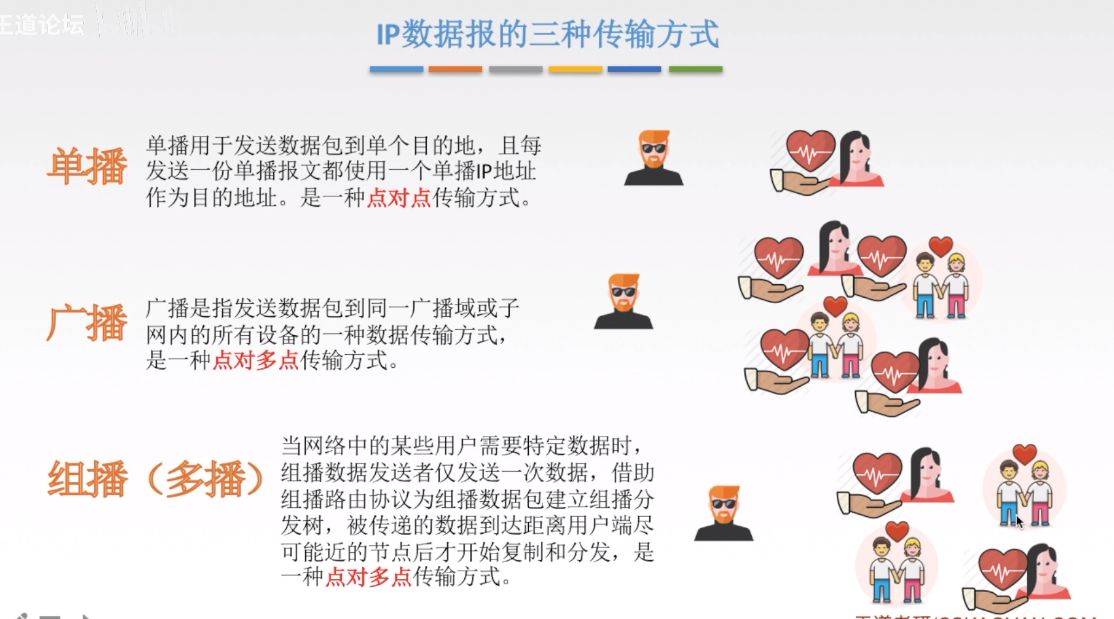 王道论坛
IP数据报的三种传输方式
单播
单播用于发送数据包到单个目的地，且每
发送一份单播报文都使用一个单播IP地址
作为目的地址。是一种点对点传输方式。
广播
广播是指发送数据包到同一广播域或子
网内的所有设备的一种数据传输方式，
是一种点对多点传输方式。
组播（多播）
当网络中的某些用户需要特定数据时，
组播数据发送者仅发送一次数据，借助
组播路由协议为组播数据包建立组播分
发树，被传递的数据到达距离用户端尽
可能近的节点后才开始复制和分发，是
一种点对多点传输方式。